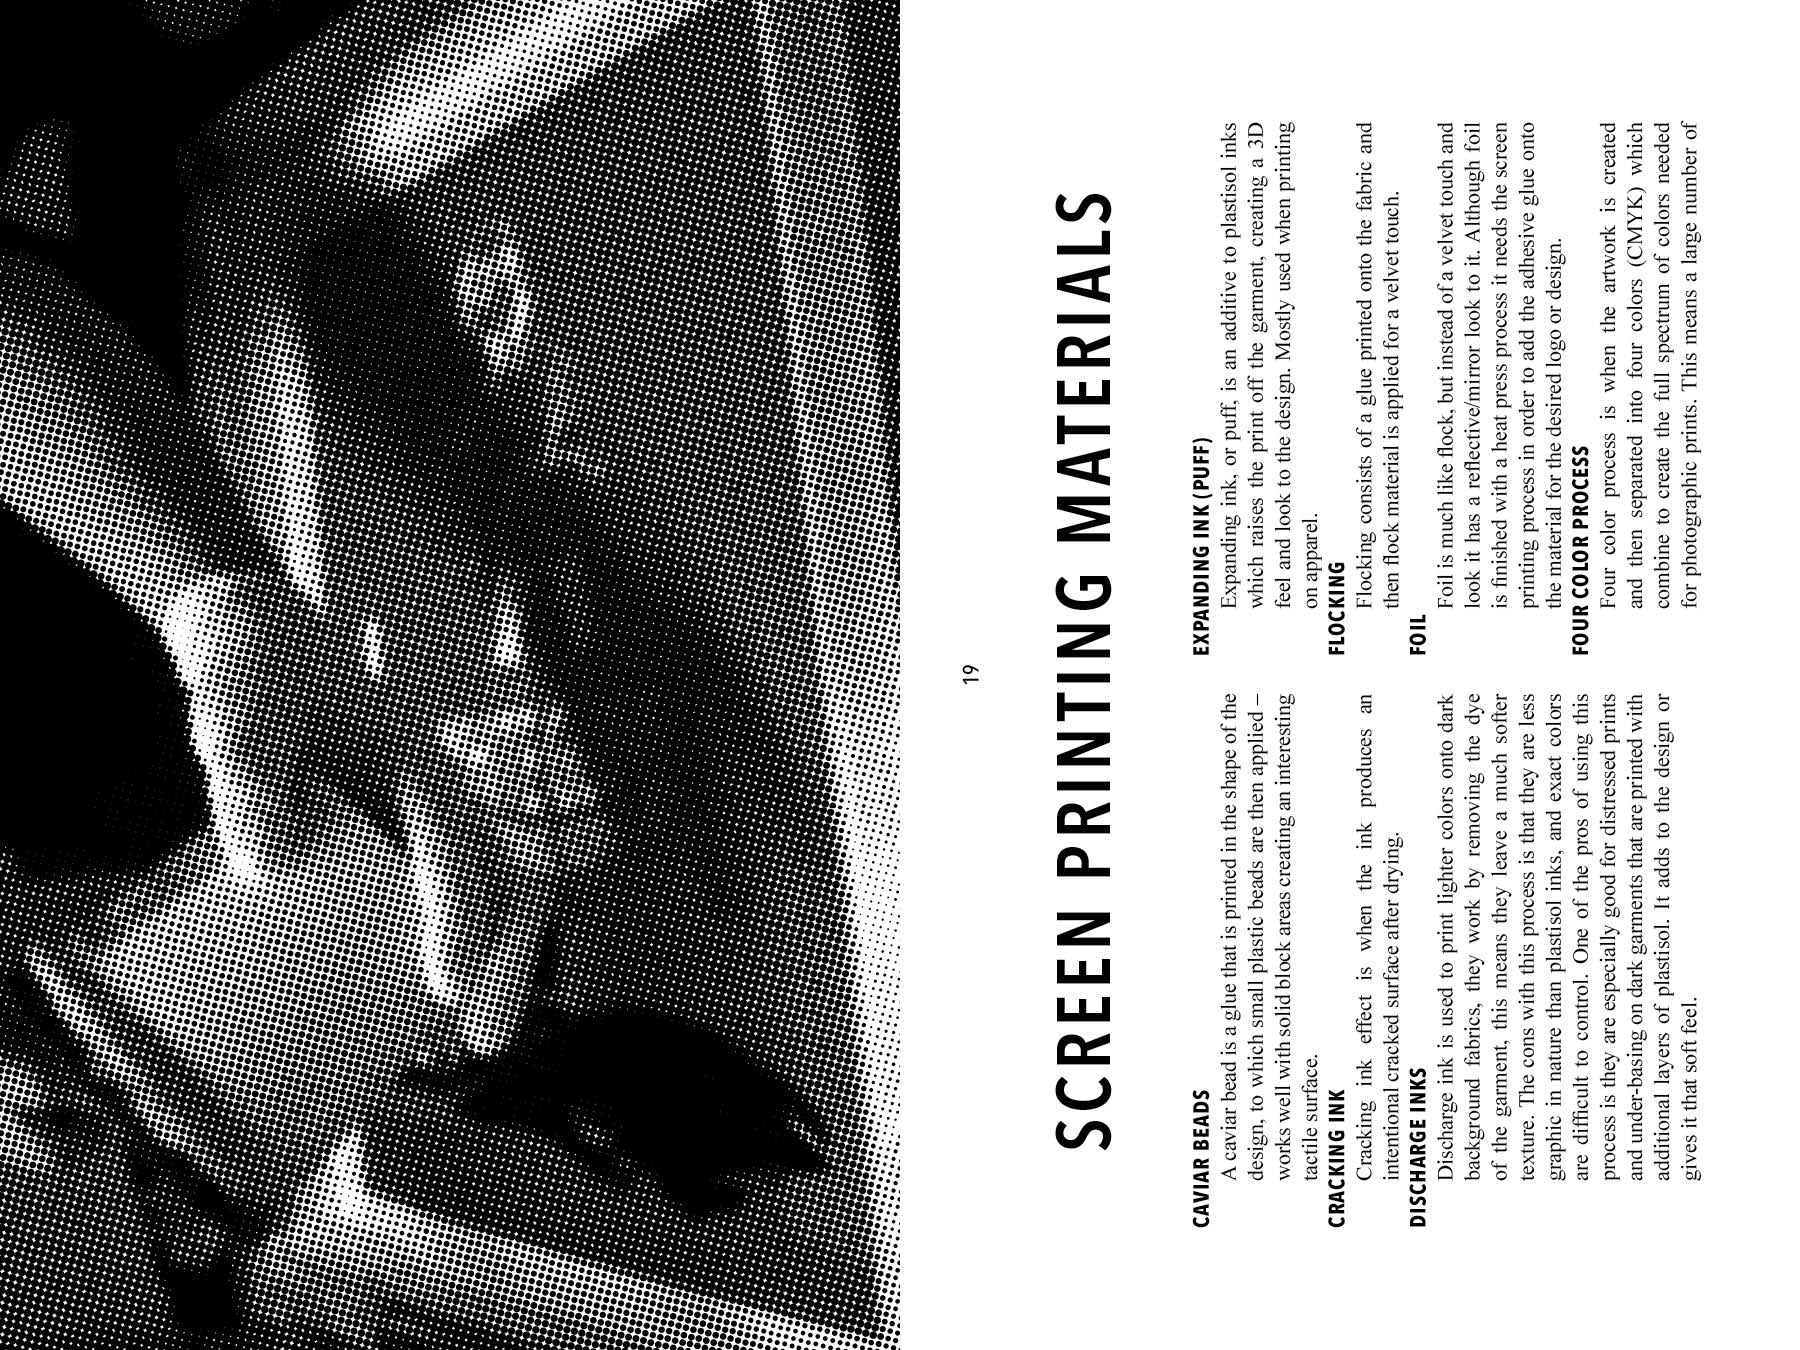 19
SCREEN PRINTING MATERIALS
CAVIAR BEADS
A caviar bead is a glue that is printed in the shape of the
design, to which small plastic beads are then applied –
works well with solid block areas creating an interesting
tactile surface.
CRACKING INK
Cracking ink effect is when the ink produces an
intentional cracked surface after drying.
DISCHARGE INKS
Discharge ink is used to print lighter colors onto dark
background fabrics, they work by removing the dye
of the garment, this means they leave a much softer
texture. The cons with this process is that they are less
graphic in nature than plastisol inks, and exact colors
are difficult to control. One of the pros of using this
process is they are especially good for distressed prints
and under-basing on dark garments that are printed with
additional layers of plastisol. It adds to the design or
gives it that soft feel.
EXPANDING INK (PUFF)
Expanding ink, or puff, is an additive to plastisol inks
which raises the print off the garment, creating a 3D
feel and look to the design. Mostly used when printing
on apparel.
FLOCKING
Flocking consists of a glue printed onto the fabric and
then flock material is applied for a velvet touch.
FOIL
Foil is much like flock, but instead of a velvet touch and
look it has a reflective/mirror look to it. Although foil
is finished with a heat press process it needs the screen
printing process in order to add the adhesive glue onto
the material for the desired logo or design.
FOUR COLOR PROCESS
Four color process is when the artwork is created
and then separated into four colors (CMYK) which
combine to create the full spectrum of colors needed
for photographic prints. This means a large number of